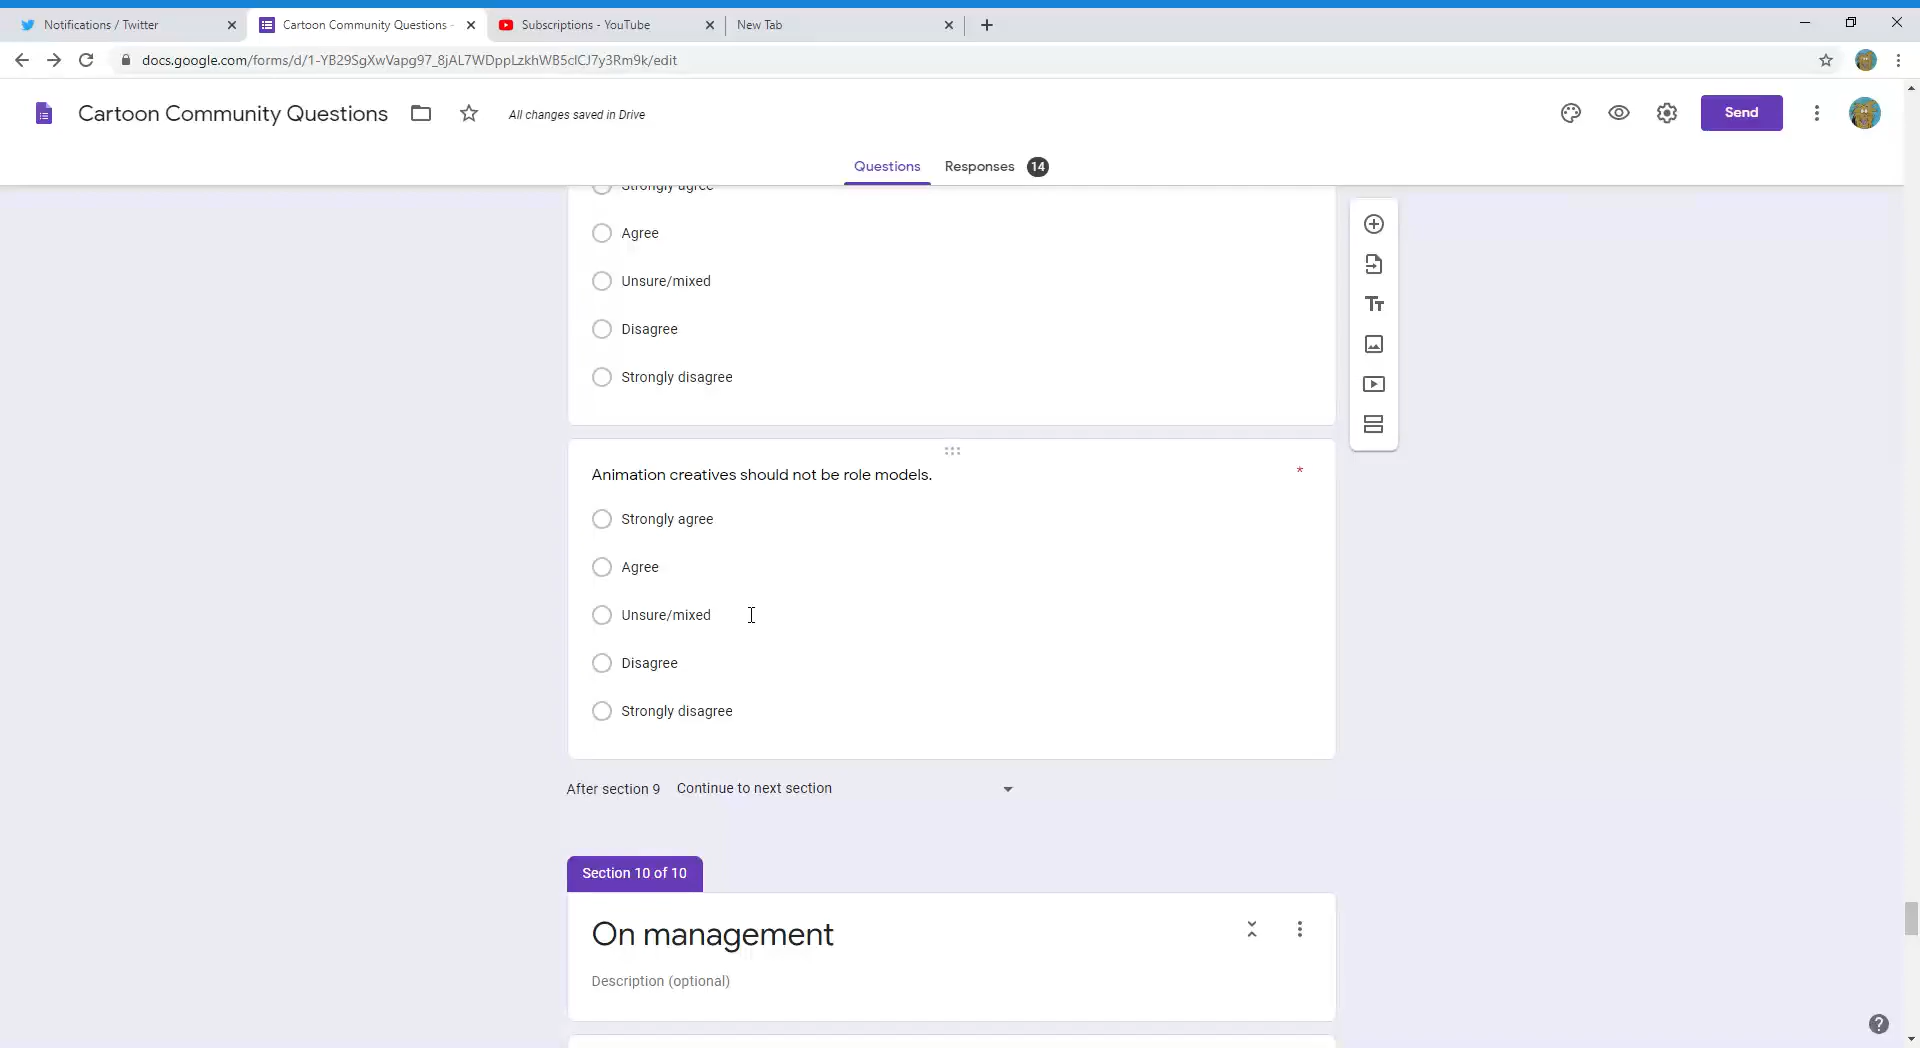 Notifications / Twitter
Cartoon Community Questions -
Subscriptions - YouTube
New Tab
docs.google.com/forms/d/1-YB29SgXwVapg97_8jAL7WDppLzkhWB5clCJ7y3Rm9k/edit
Cartoon Community Questions
All changes saved in Drive
Send
Questions
Responses 14
Strongly agree
Agree
Unsure/mixed
Disagree
Strongly disagree
Animation creatives should not be role models. *
Strongly agree
Agree
Unsure/mixed
Disagree
Strongly disagree
After section 9 Continue to next section
Section 10 of 10
On management
Description (optional)